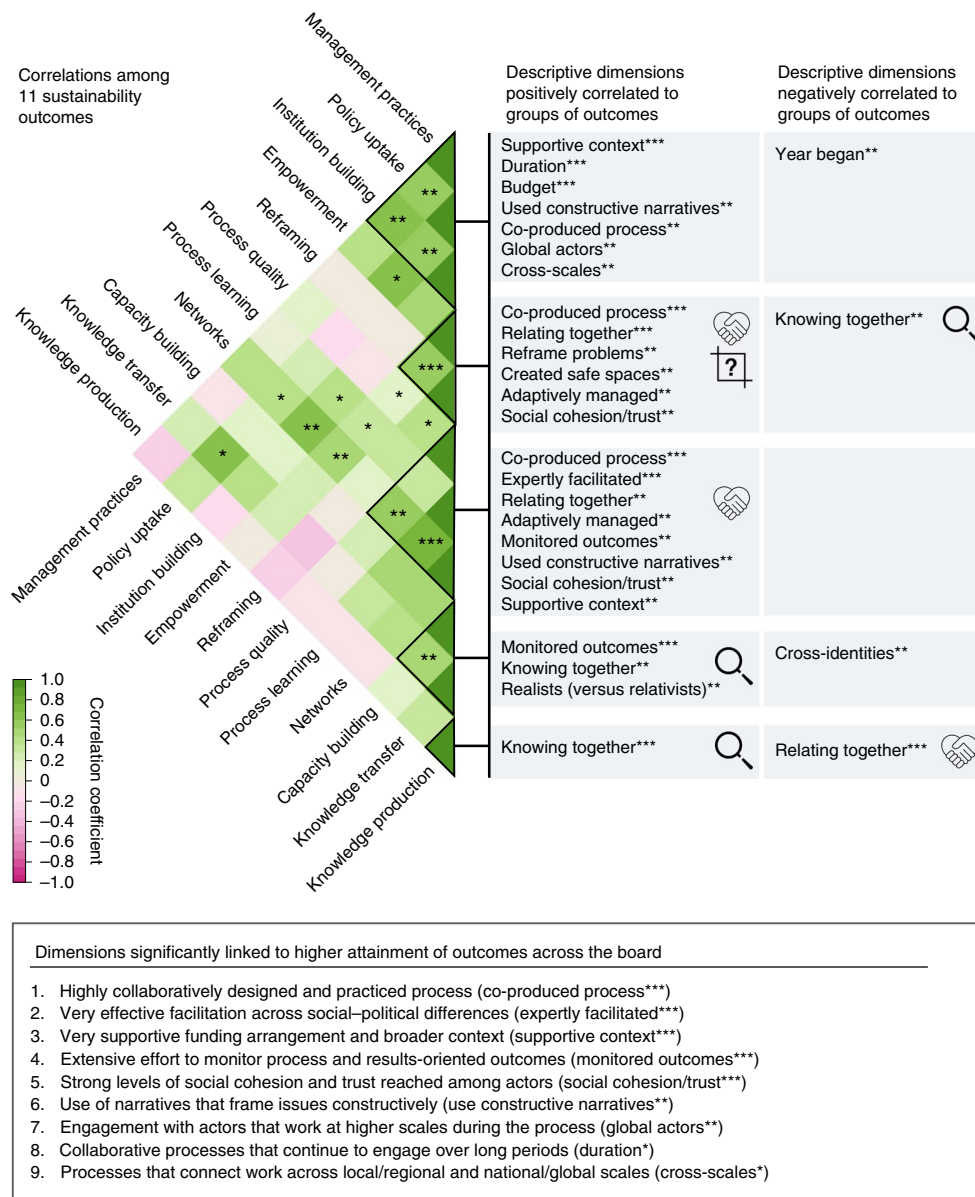 Correlations among
11 sustainability
outcomes
Management practices
Policy uptake
Institution building
Empowerment
Reframing
Process quality
Process learning
Networks
Capacity building
Knowledge transfer
Knowledge production
**
**
**
*
***
*
*
*
*
**
*
*
**
**
***
**
Management practices
Policy uptake
Institution building
Empowerment
Reframing
Process quality
Process learning
Networks
Capacity building
Knowledge transfer
Knowledge production
1.0
0.8
0.6
0.4
0.2
0
–0.2
–0.4
–0.6
–0.8
–1.0
Correlation coefficient
Descriptive dimensions
positively correlated to
groups of outcomes
Descriptive dimensions
negatively correlated to
groups of outcomes
Supportive context***
Duration***
Budget***
Used constructive narratives**
Co-produced process**
Global actors**
Cross-scales**
Year began**
Co-produced process***
Relating together***
Reframe problems**
Created safe spaces**
Adaptively managed**
Social cohesion/trust**
?
Knowing together**
Co-produced process***
Expertly facilitated***
Relating together**
Adaptively managed**
Monitored outcomes**
Used constructive narratives**
Social cohesion/trust**
Supportive context**
Monitored outcomes***
Knowing together**
Realists (versus relativists)**
Cross-identities**
Knowing together***
Relating together***
Dimensions significantly linked to higher attainment of outcomes across the board
1. Highly collaboratively designed and practiced process (co-produced process***)
2. Very effective facilitation across social–political differences (expertly facilitated***)
3. Very supportive funding arrangement and broader context (supportive context***)
4. Extensive effort to monitor process and results-oriented outcomes (monitored outcomes***)
5. Strong levels of social cohesion and trust reached among actors (social cohesion/trust***)
6. Use of narratives that frame issues constructively (use constructive narratives**)
7. Engagement with actors that work at higher scales during the process (global actors**)
8. Collaborative processes that continue to engage over long periods (duration*)
9. Processes that connect work across local/regional and national/global scales (cross-scales*)